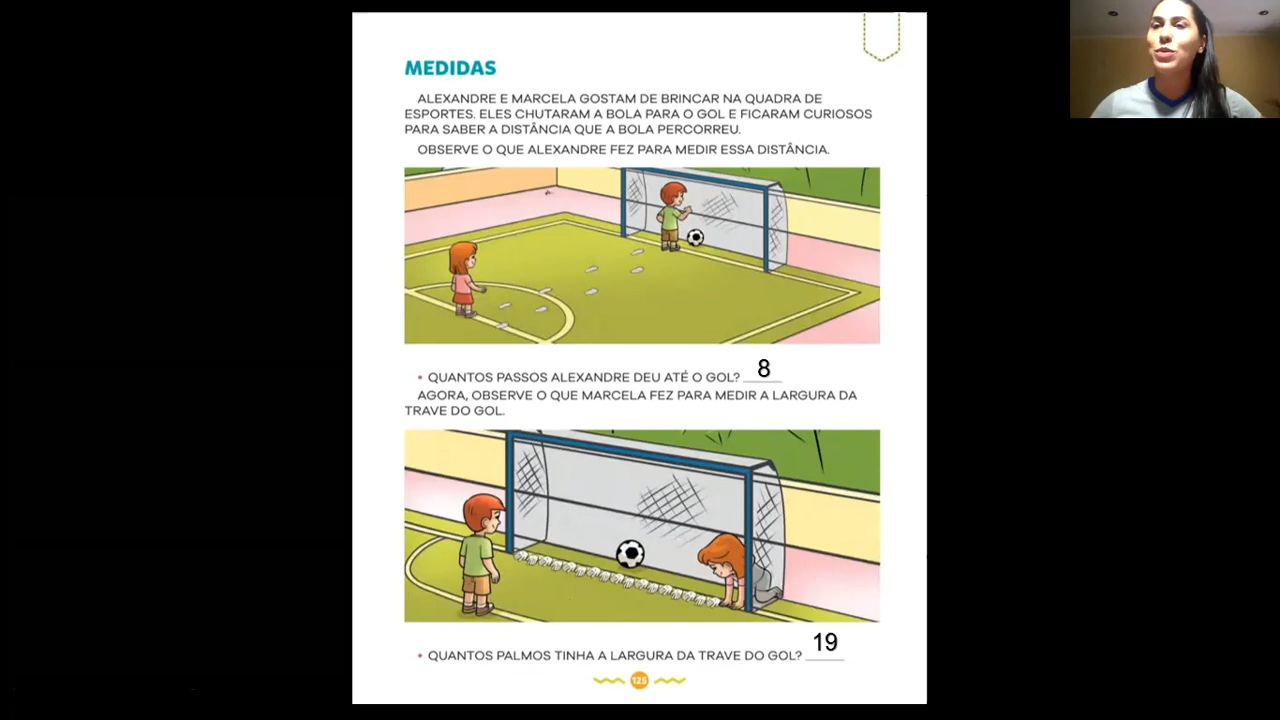 MEDIDAS
ALEXANDRE E MARCELA GOSTAM DE BRINCAR NA QUADRA DE
ESPORTES. ELES CHUTARAM A BOLA PARA O GOL E FICARAM CURIOSOS
PARA SABER A DISTÂNCIA QUE A BOLA PERCORREU.
OBSERVE O QUE ALEXANDRE FEZ PARA MEDIR ESSA DISTÂNCIA.
• QUANTOS PASSOS ALEXANDRE DEU ATÉ O GOL? 8
AGORA, OBSERVE O QUE MARCELA FEZ PARA MEDIR A LARGURA DA
TRAVE DO GOL.
• QUANTOS PALMOS TINHA A LARGURA DA TRAVE DO GOL? 19
125